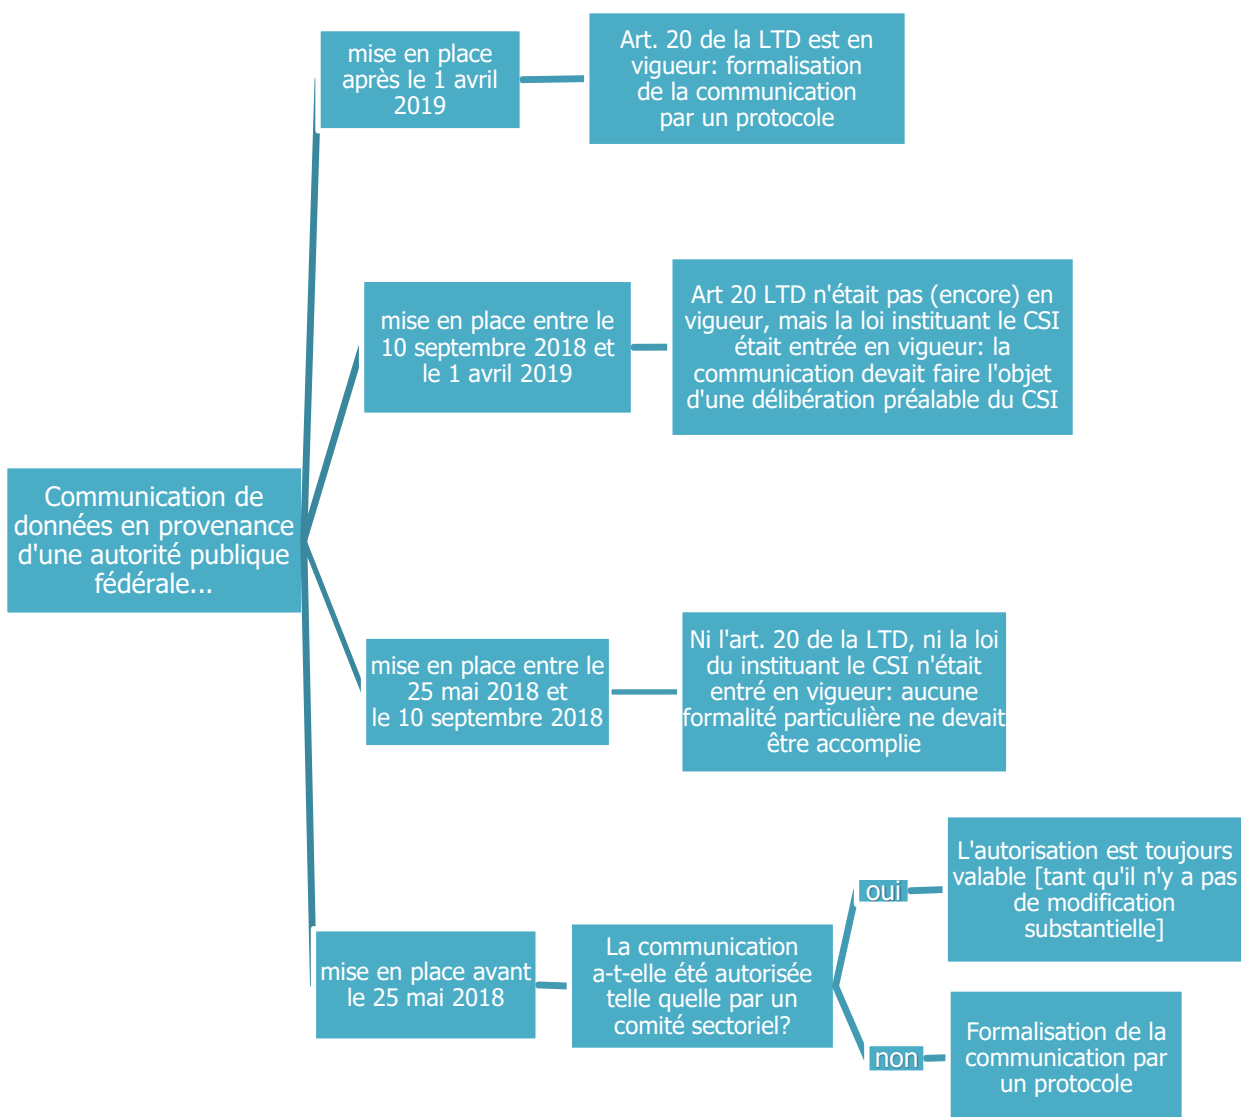 mise en place
après le 1 avril
2019
Art. 20 de la LTD est en
vigueur: formalisation
de la communication
par un protocole
mise en place entre le
10 septembre 2018 et
le 1 avril 2019
Art 20 LTD n'était pas (encore) en
vigueur, mais la loi instituant le CSI
était entrée en vigueur: la
communication devait faire l'objet
d'une délibération préalable du CSI
Communication de
données en provenance
d'une autorité publique
fédérale...
mise en place entre le
25 mai 2018 et
le 10 septembre 2018
Ni l'art. 20 de la LTD, ni la loi
du instituant le CSI n'était
entré en vigueur: aucune
formalité particulière ne devait
être accomplie
mise en place avant
le 25 mai 2018
La communication
a-t-elle été autorisée
telle quelle par un
comité sectoriel?
oui
L'autorisation est toujours
valable [tant qu'il n'y a pas
de modification
substantielle]
non
Formalisation de la
communication par
un protocole